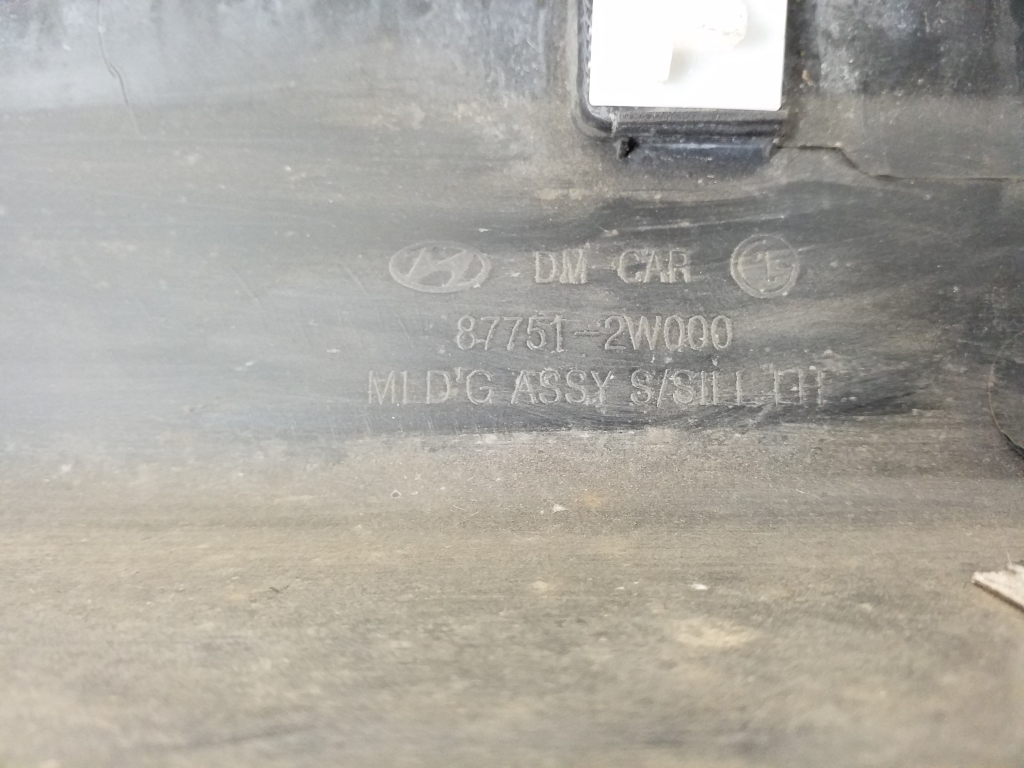 DM CAR
87751-2W000
MLD'G ASSY S/SILL LH